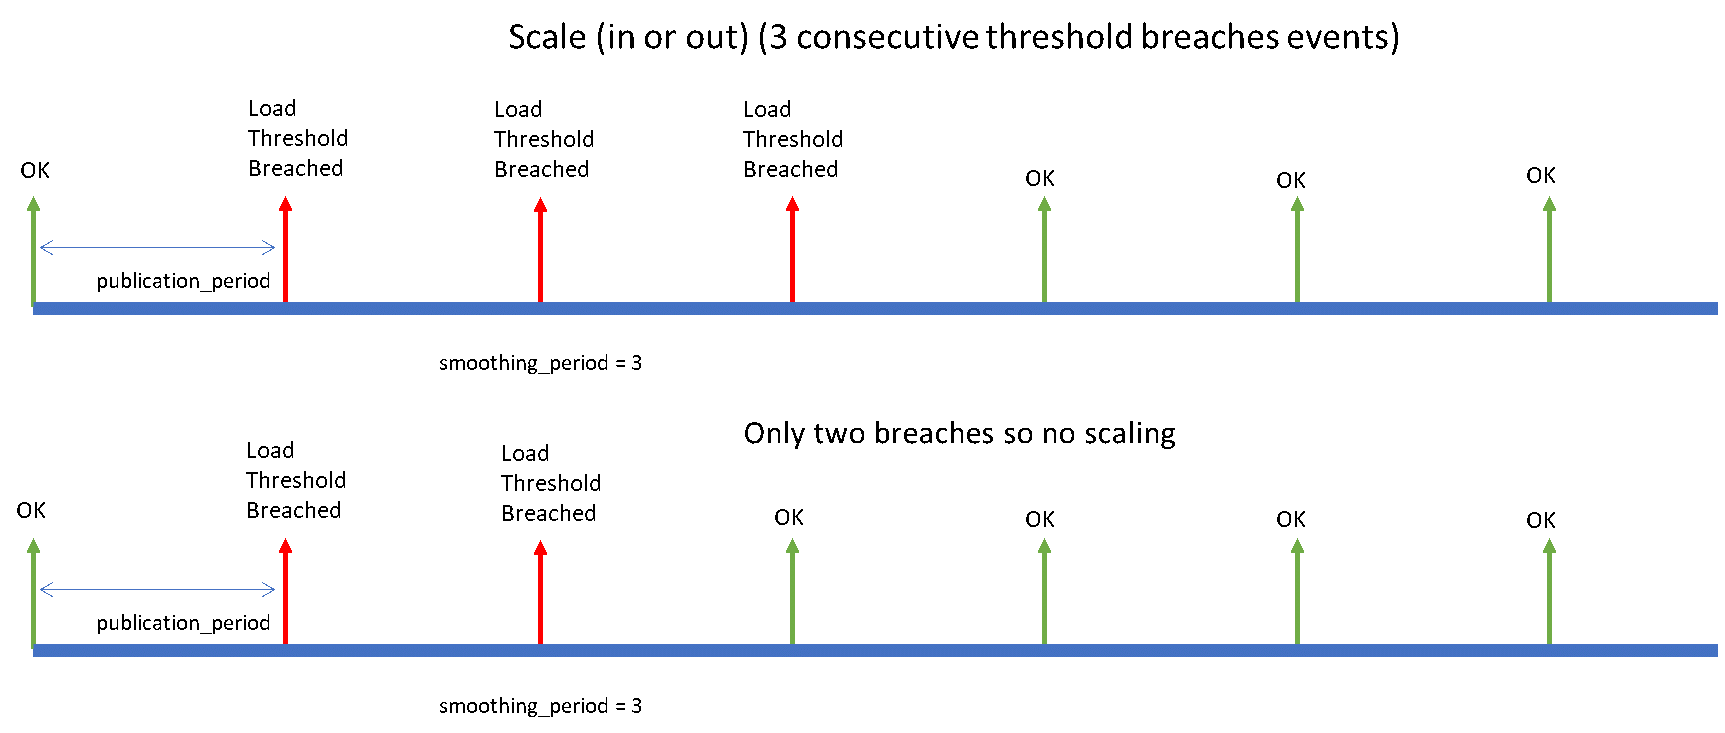 Scale (in or out) (3 consecutive threshold breaches events)
Load
Threshold
Breached
Load
Threshold
Breached
Load
Threshold
Breached
OK
OK
OK
OK
publication_period
smoothing_period = 3
Only two breaches so no scaling
Load
Threshold
Breached
Load
Threshold
Breached
OK
OK
OK
OK
OK
publication_period
smoothing_period = 3